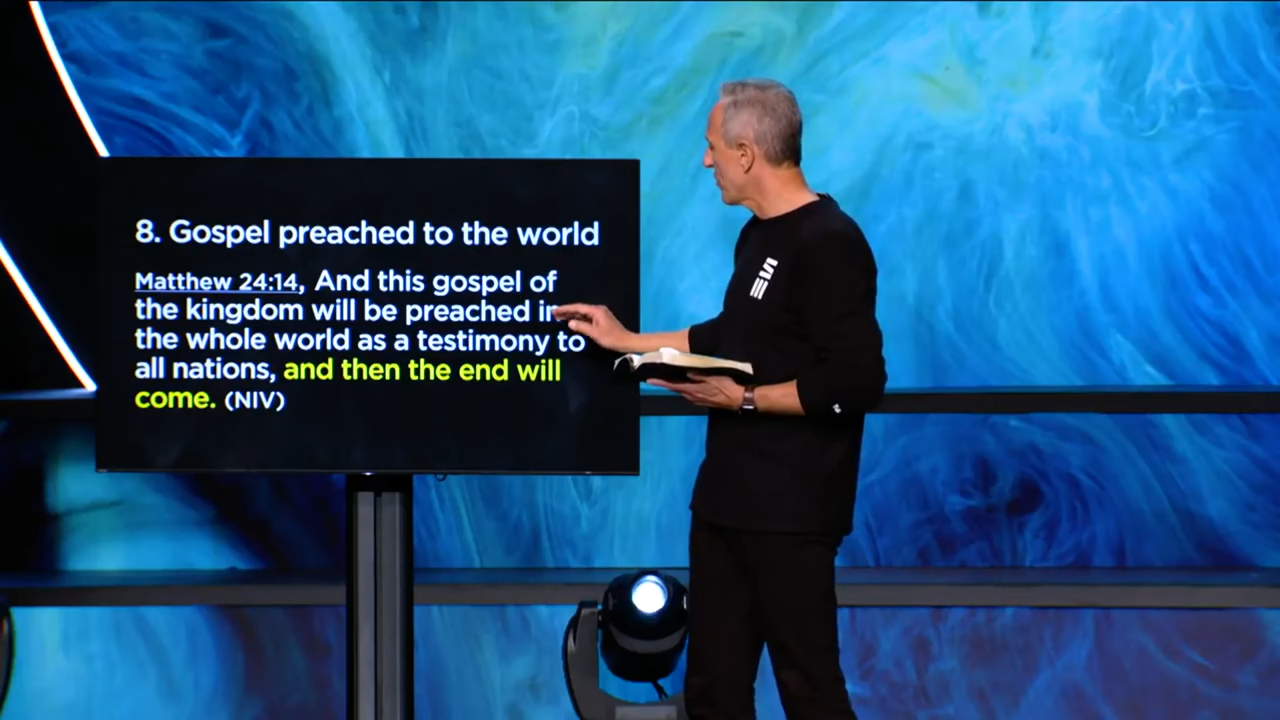 8. Gospel preached to the world
Matthew 24:14, And this gospel of
the kingdom will be preached in
the whole world as a testimony to
all nations, and then the end will
come. (NIV)